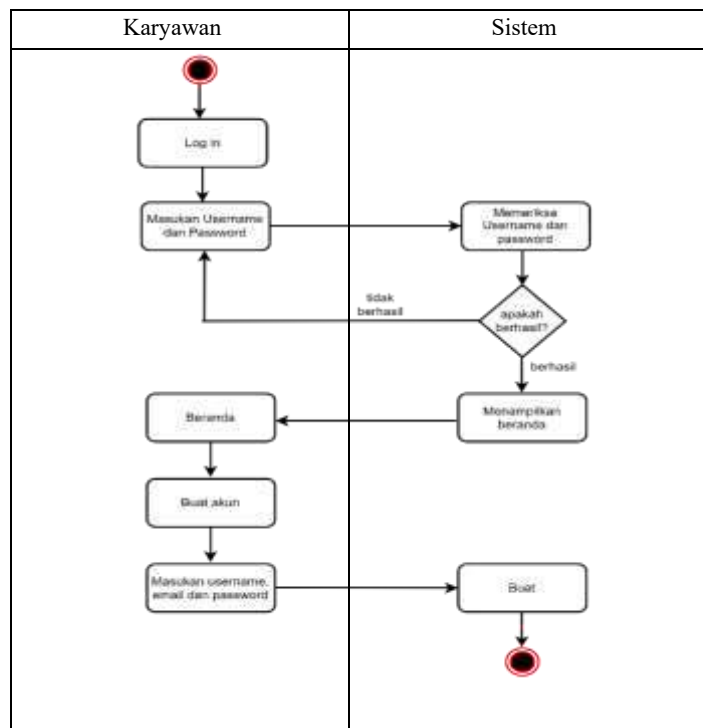 Karyawan
Sistem
Log in
Masukan Username
dan Password
Memeriksa
Username dan
password
tidak
berhasil
apakah
berhasil?
berhasil
Beranda
Menampilkan
beranda
Buat akun
Masukan username,
email dan password
Buat